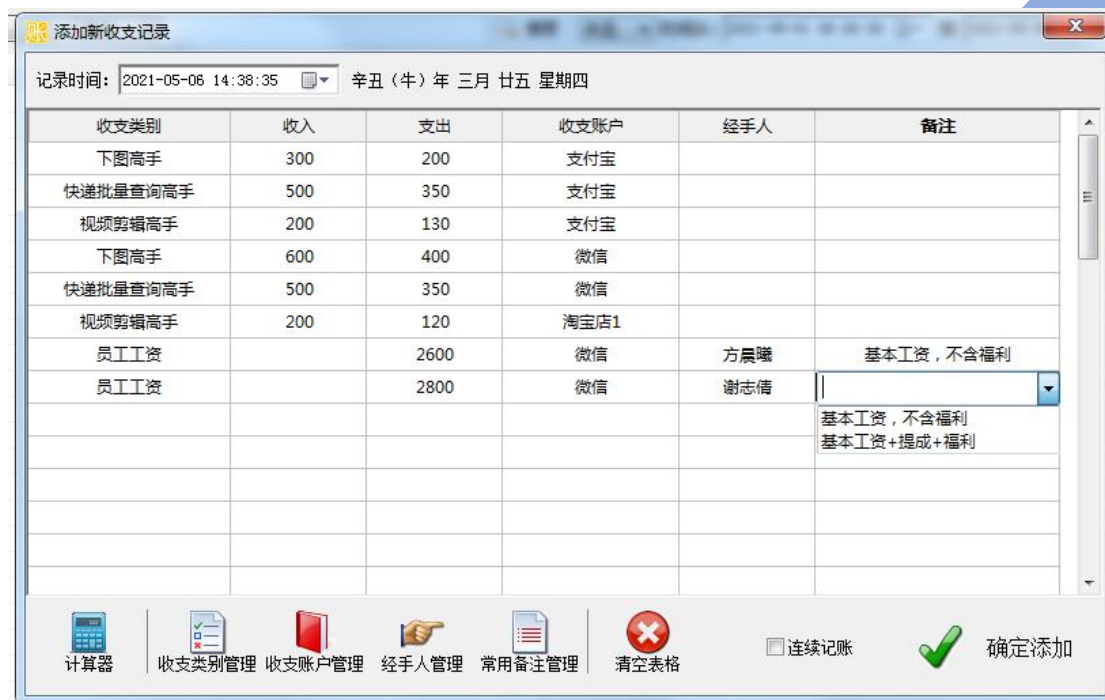 添加新收支记录
记录时间: 2021-05-06 14:38:35 辛丑（牛）年 三月 廿五 星期四
收支类别 收入 支出 收支账户 经手人 备注
下图高手 300 200 支付宝
快递批量查询高手 500 350 支付宝
视频剪辑高手 200 130 支付宝
下图高手 600 400 微信
快递批量查询高手 500 350 微信
视频剪辑高手 200 120 淘宝店1
员工工资 2600 微信 方晨曦 基本工资，不含福利
员工工资 2800 微信 谢志倩
基本工资，不含福利
基本工资+提成+福利
计算器 收支类别管理 收支账户管理 经手人管理 常用备注管理 清空表格 连续记账 确定添加